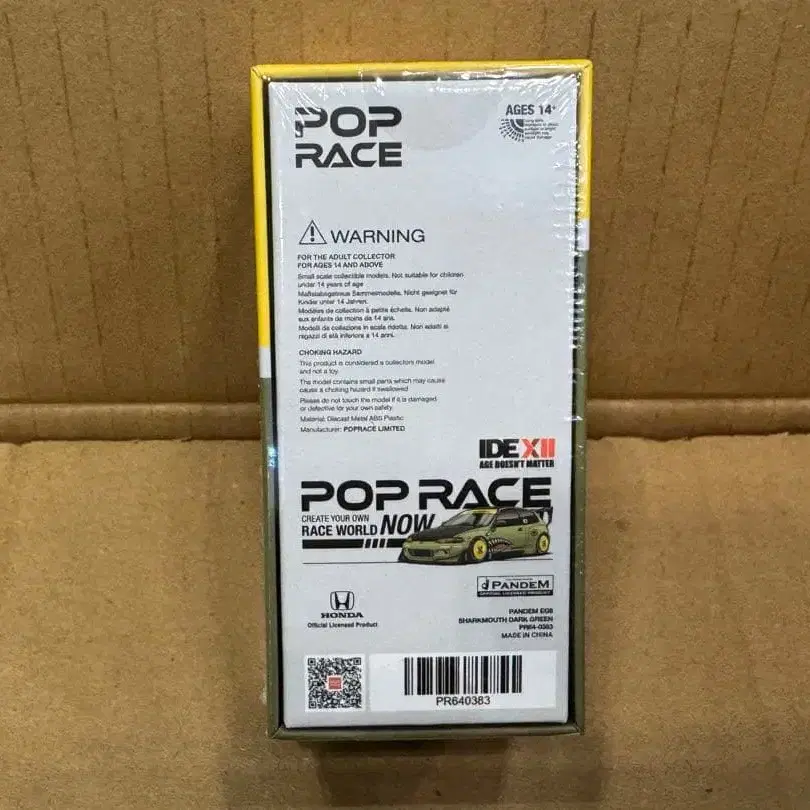 POP
RACE
AGES 14+
WARNING
FOR THE ADULT COLLECTOR
FOR AGES 14 AND ABOVE
Small scale collectible models. Not suitable for children
under 14 years of age
Maßstabsgetreue Sammermodelle. Nicht geeignet für
Kinder unter 14 Jahren.
Modèles de collection à petite échelle. Non adapté
aux enfants de moins de 14 ans.
Modelli da collezione in scala ridotta. Non adatti ai
ragazzi di età inferiore a 14 anni.
CHOKING HAZARD
This product is considered a collectors model
and not a toy.
The model contains small parts which may cause
cause a choking hazard if swallowed
Please do not touch the model if it is damaged
or defective for your own safety.
Material: Diecast Metal ABS Plastic
Manufacturer: POPRACE LIMITED
IDEXII
AGE DOESN'T MATTER
POP RACE
CREATE YOUR OWN
RACE WORLD NOW
PANDEM
OFFICIAL LICENSED PRODUCT
HONDA
Official Licensed Product
PANDEM EG6
SHARKMOUTH DARK GREEN
PR64-0383
MADE IN CHINA
PR640383